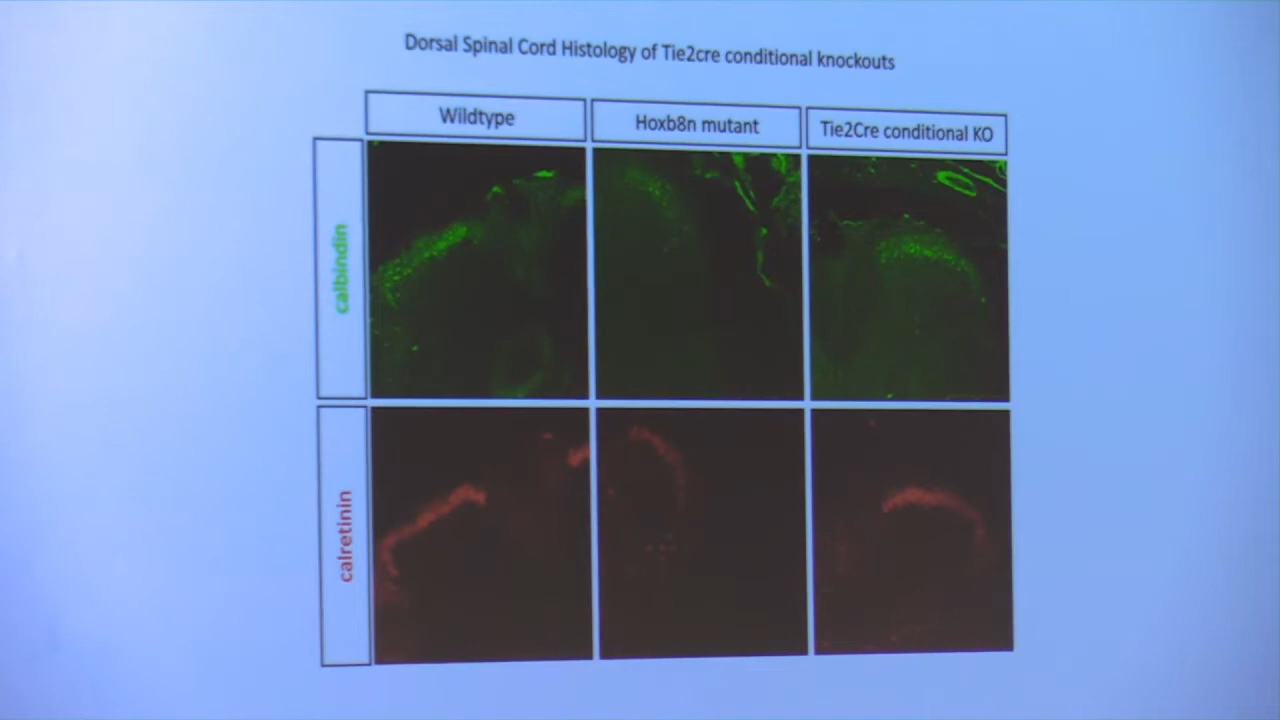 Dorsal Spinal Cord Histology of Tie2cre conditional knockouts
Wildtype
Hoxb8n mutant
Tie2Cre conditional KO
calbindin
calretinin